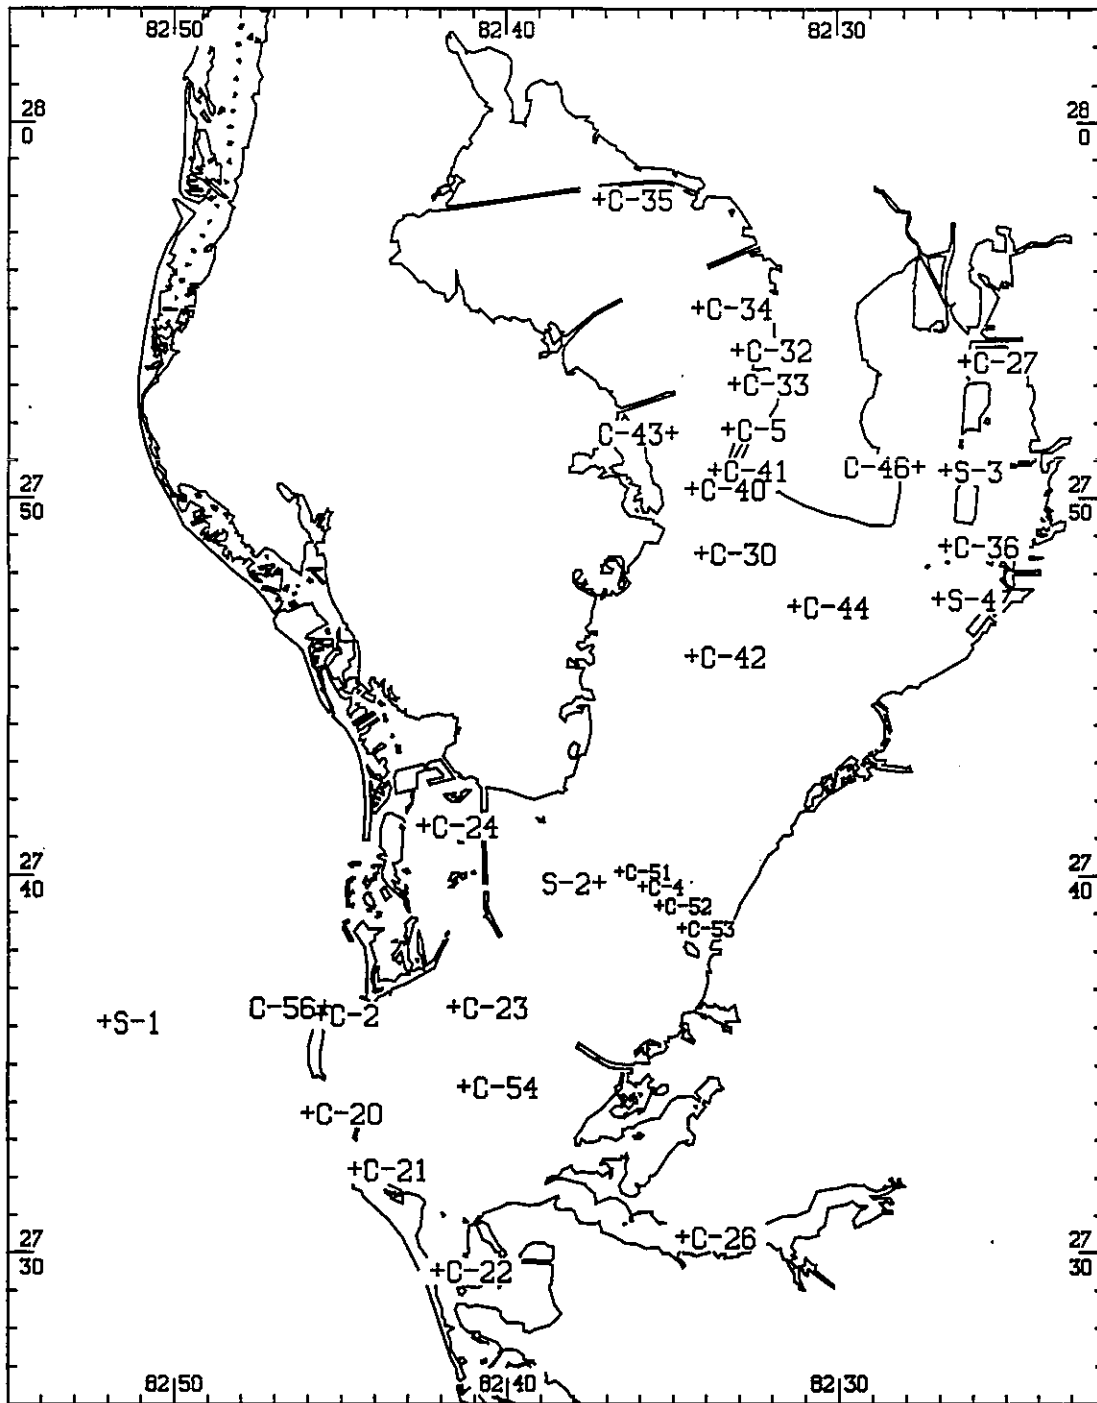 82 50
82 40
82 30
28
0
28
0
+C-35
+C-34
+C-32
+C-27
+C-33
C-43+
+C-5
+C-41
C-46+
+S-3
+C-40
27
50
27
50
+C-30
+C-36
+C-44
+S-4
+C-42
+C-24
27
40
S-2+
+C-51
+C-4
27
40
+C-52
+C-53
C-56+
+C-2
+C-23
+S-1
+C-54
+C-20
+C-21
+C-26
27
30
+C-22
27
30
82 50
82 40
82 30